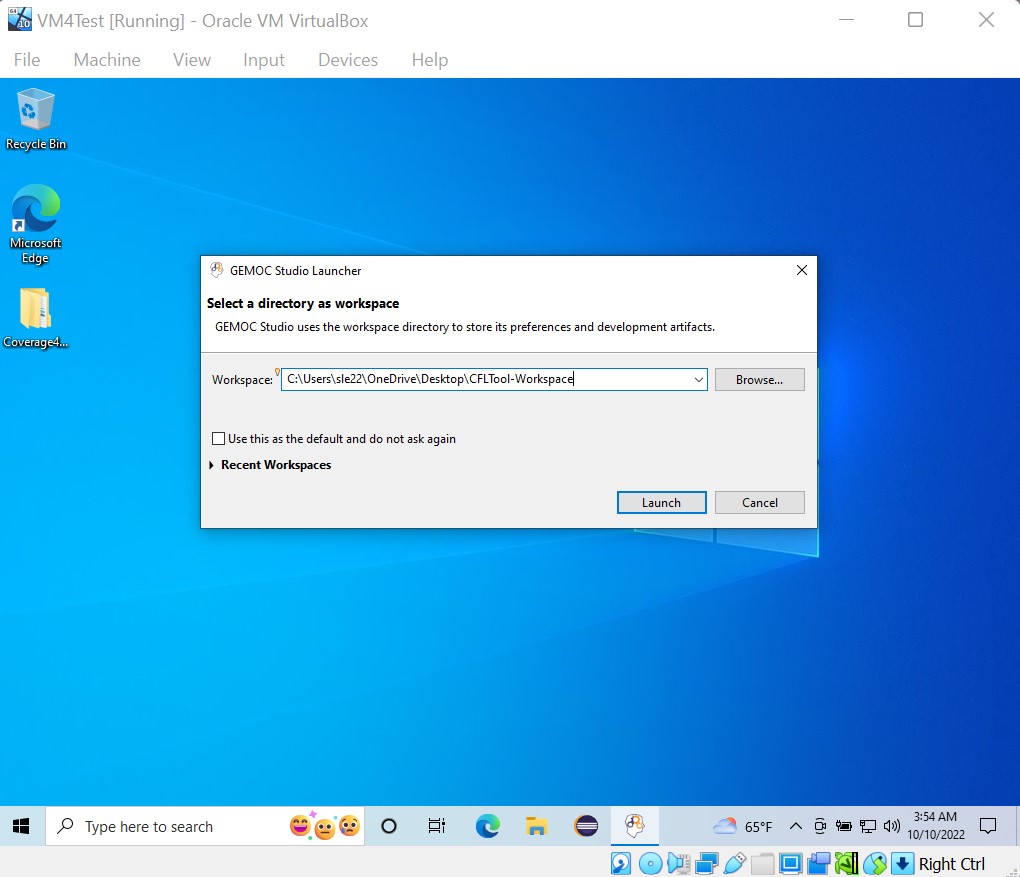 VM4Test [Running] - Oracle VM VirtualBox
File Machine View Input Devices Help
Recycle Bin
Microsoft
Edge
Coverage4...
GEMOC Studio Launcher
Select a directory as workspace
GEMOC Studio uses the workspace directory to store its preferences and development artifacts.
Workspace: C:\Users\sle22\OneDrive\Desktop\CFLTool-Workspace Browse...
Use this as the default and do not ask again
Recent Workspaces
Launch Cancel
Type here to search
65°F
3:54 AM
10/10/2022
Right Ctrl